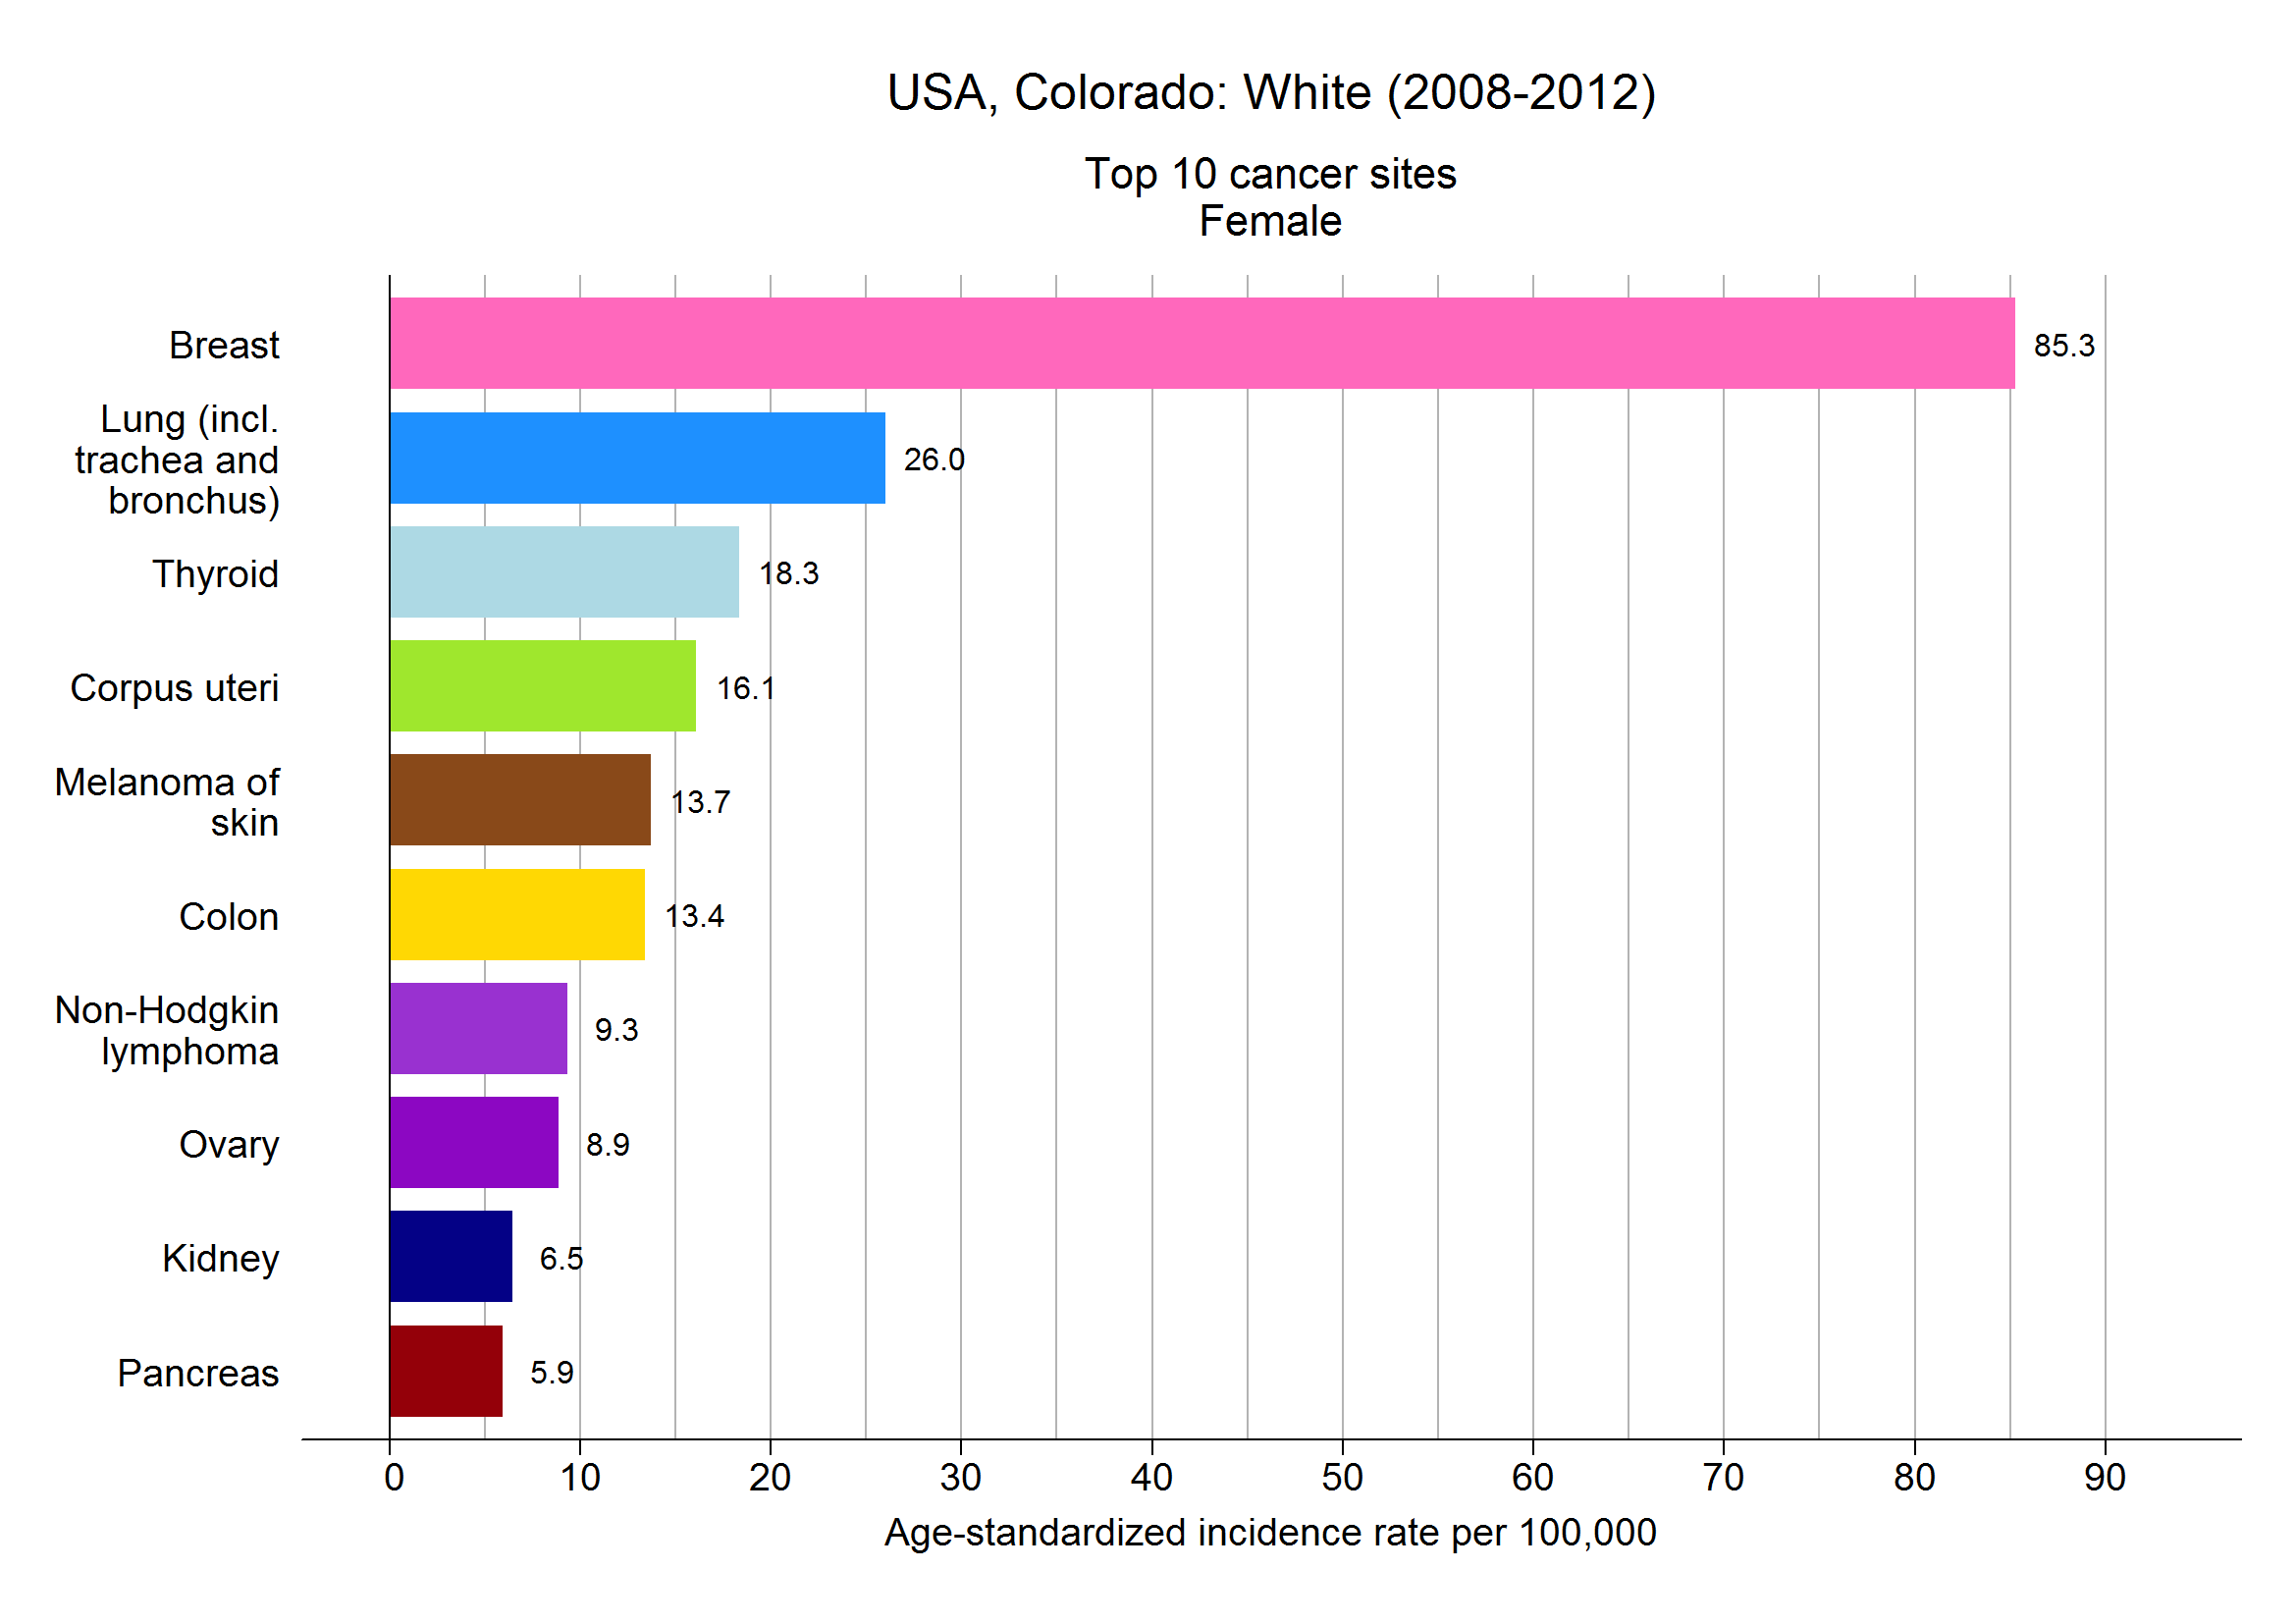 USA, Colorado: White (2008-2012)
Top 10 cancer sites
Female
Breast
85.3
Lung (incl.
trachea and
bronchus)
26.0
Thyroid
18.3
Corpus uteri
16.1
Melanoma of
skin
13.7
Colon
13.4
Non-Hodgkin
lymphoma
9.3
Ovary
8.9
Kidney
6.5
Pancreas
5.9
0 10 20 30 40 50 60 70 80 90
Age-standardized incidence rate per 100,000